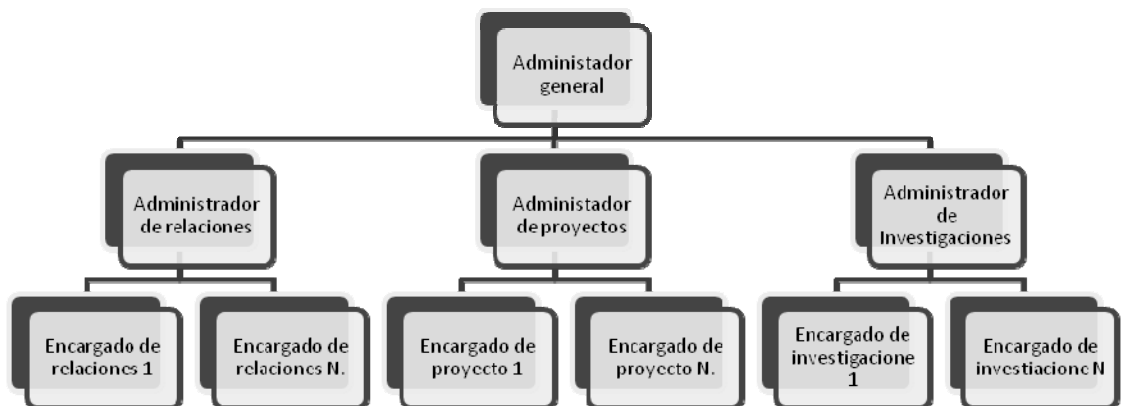 Administador
general
Administrador
de relaciones
Administador
de proyectos
Administrador
de
Investigaciones
Encargado de
relaciones 1
Encargado de
relaciones N.
Encargado de
proyecto 1
Encargado de
proyecto N.
Encargado de
investigacione
1
Encargado de
investiacione N